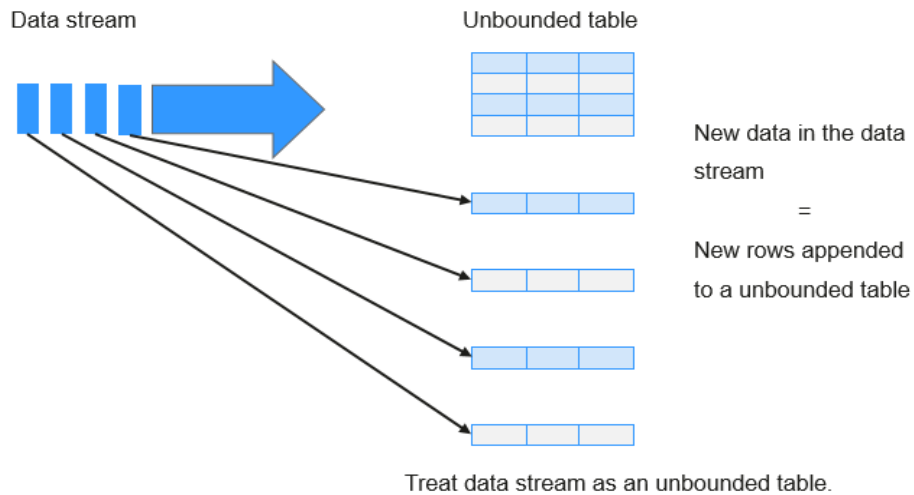 Data stream
Unbounded table
New data in the data
stream
=
New rows appended
to a unbounded table
Treat data stream as an unbounded table.